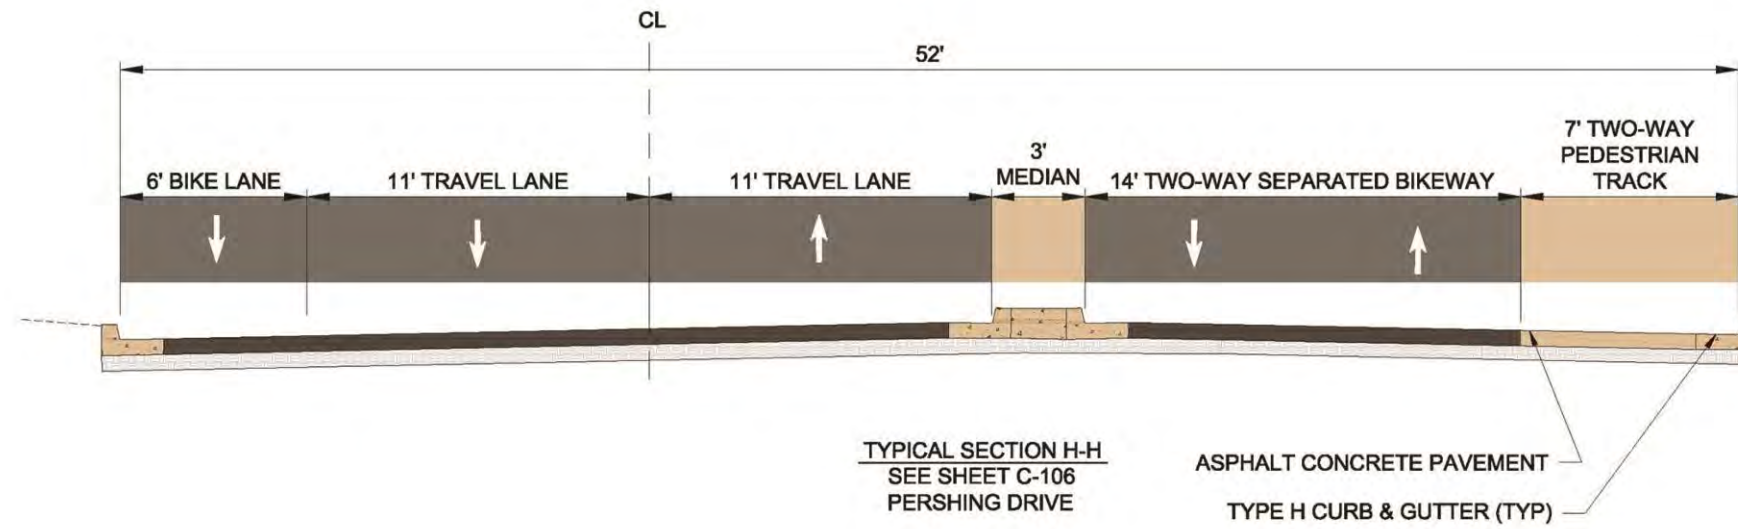 CL
52'
6' BIKE LANE
11' TRAVEL LANE
11' TRAVEL LANE
3'
MEDIAN
14' TWO-WAY SEPARATED BIKEWAY
7' TWO-WAY
PEDESTRIAN
TRACK
TYPICAL SECTION H-H
SEE SHEET C-106
PERSHING DRIVE
ASPHALT CONCRETE PAVEMENT
TYPE H CURB & GUTTER (TYP)